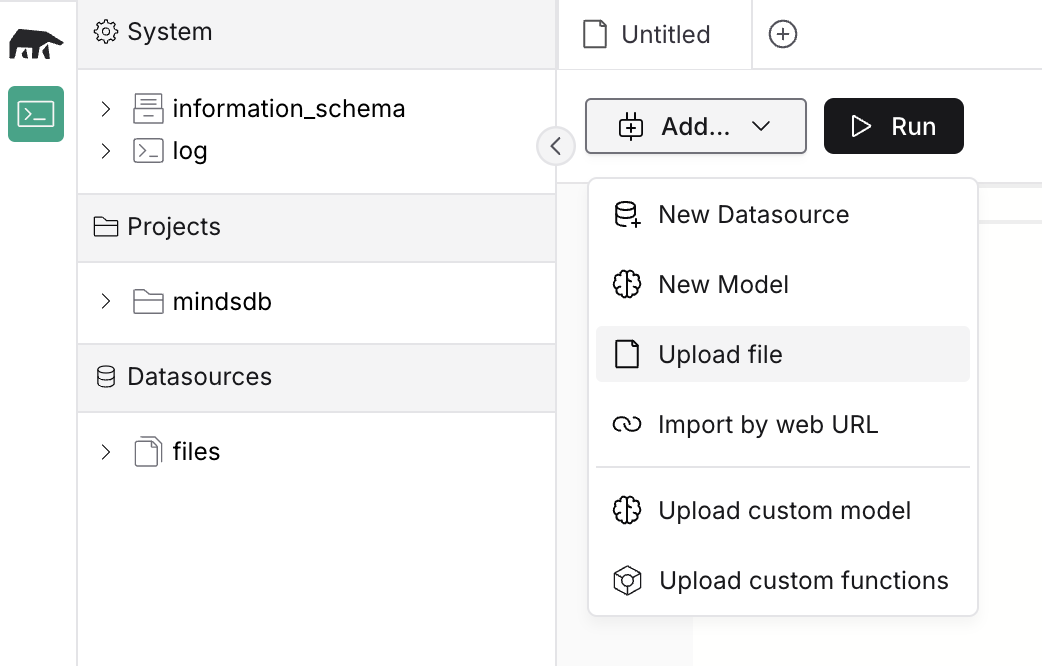 System
information_schema
log
Projects
mindsdb
Datasources
files
Untitled
Add...
Run
New Datasource
New Model
Upload file
Import by web URL
Upload custom model
Upload custom functions